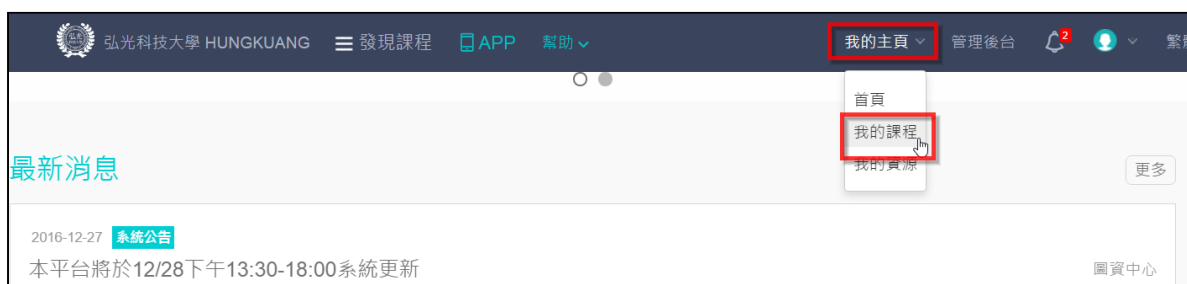 弘光科技大學 HUNGKUANG 發現課程 APP 幫助 我的主頁 管理後台 2 繁
首頁
我的課程
我的資源
最新消息
更多
2016-12-27 系統公告
本平台將於12/28下午13:30-18:00系統更新
圖資中心